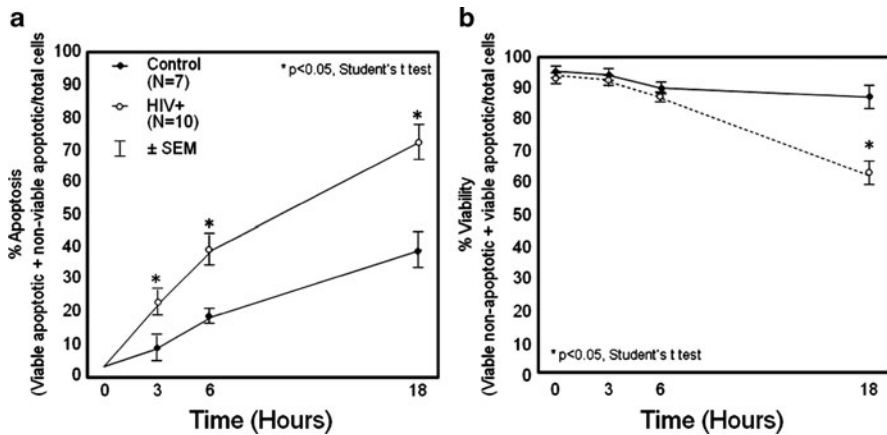 a
% Apoptosis
(Viable apoptotic + non-viable apoptotic/total cells
100
90
80
70
60
50
40
30
20
10
0
Control
(N=7)
HIV+
(N=10)
± SEM
* p<0.05, Student's t test
*
*
*
0 3 6 18
Time (Hours)
b
% Viability
(Viable non-apoptotic + viable apoptotic/total cells
100
90
80
70
60
50
40
30
20
10
0
*
* p<0.05, Student's t test
0 3 6 18
Time (Hours)